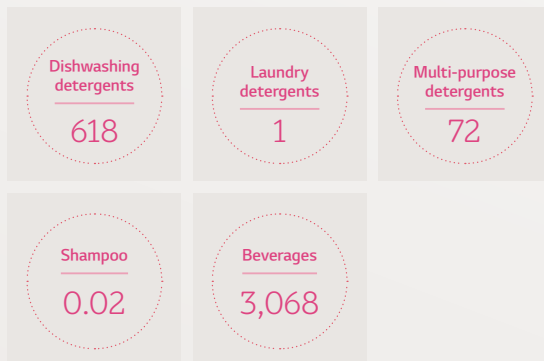 Dishwashing
detergents
618
Laundry
detergents
1
Multi-purpose
detergents
72
Shampoo
0.02
Beverages
3,068